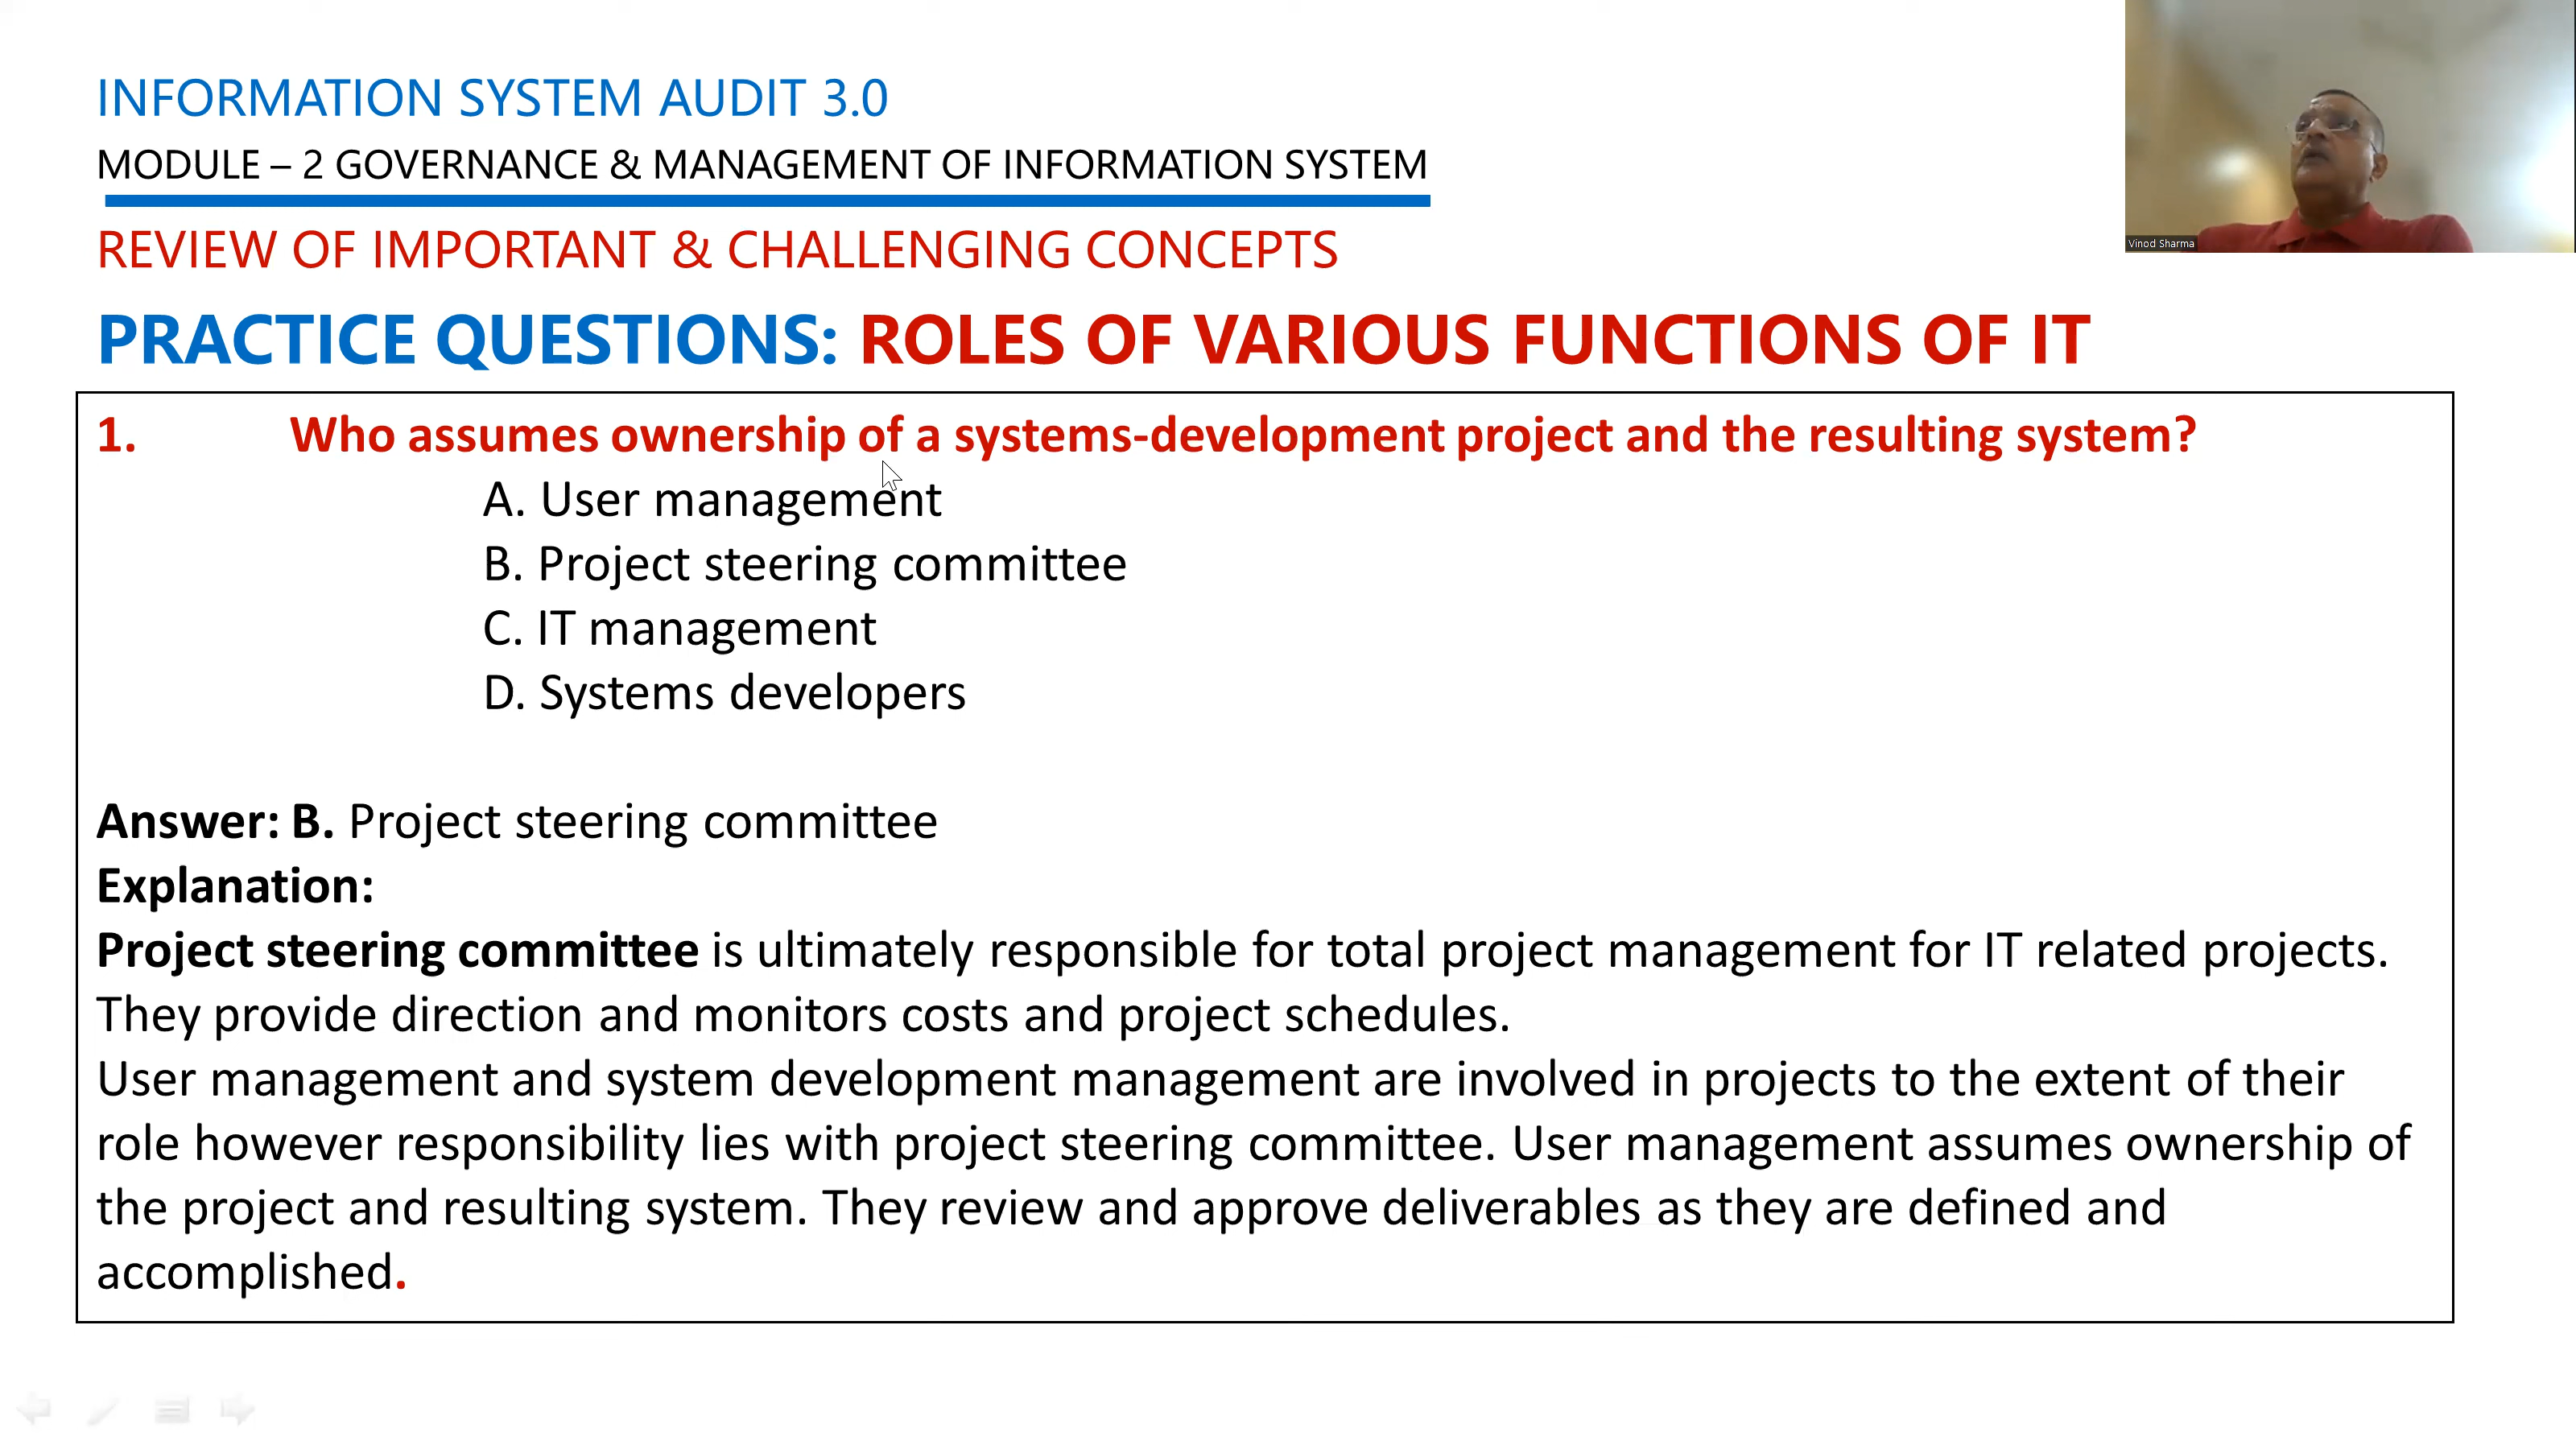 INFORMATION SYSTEM AUDIT 3.0
MODULE – 2 GOVERNANCE & MANAGEMENT OF INFORMATION SYSTEM
REVIEW OF IMPORTANT & CHALLENGING CONCEPTS
Vinod Sharma
PRACTICE QUESTIONS: ROLES OF VARIOUS FUNCTIONS OF IT
1. Who assumes ownership of a systems-development project and the resulting system?
A. User management
B. Project steering committee
C. IT management
D. Systems developers
Answer: B. Project steering committee
Explanation:
Project steering committee is ultimately responsible for total project management for IT related projects.
They provide direction and monitors costs and project schedules.
User management and system development management are involved in projects to the extent of their
role however responsibility lies with project steering committee. User management assumes ownership of
the project and resulting system. They review and approve deliverables as they are defined and
accomplished.